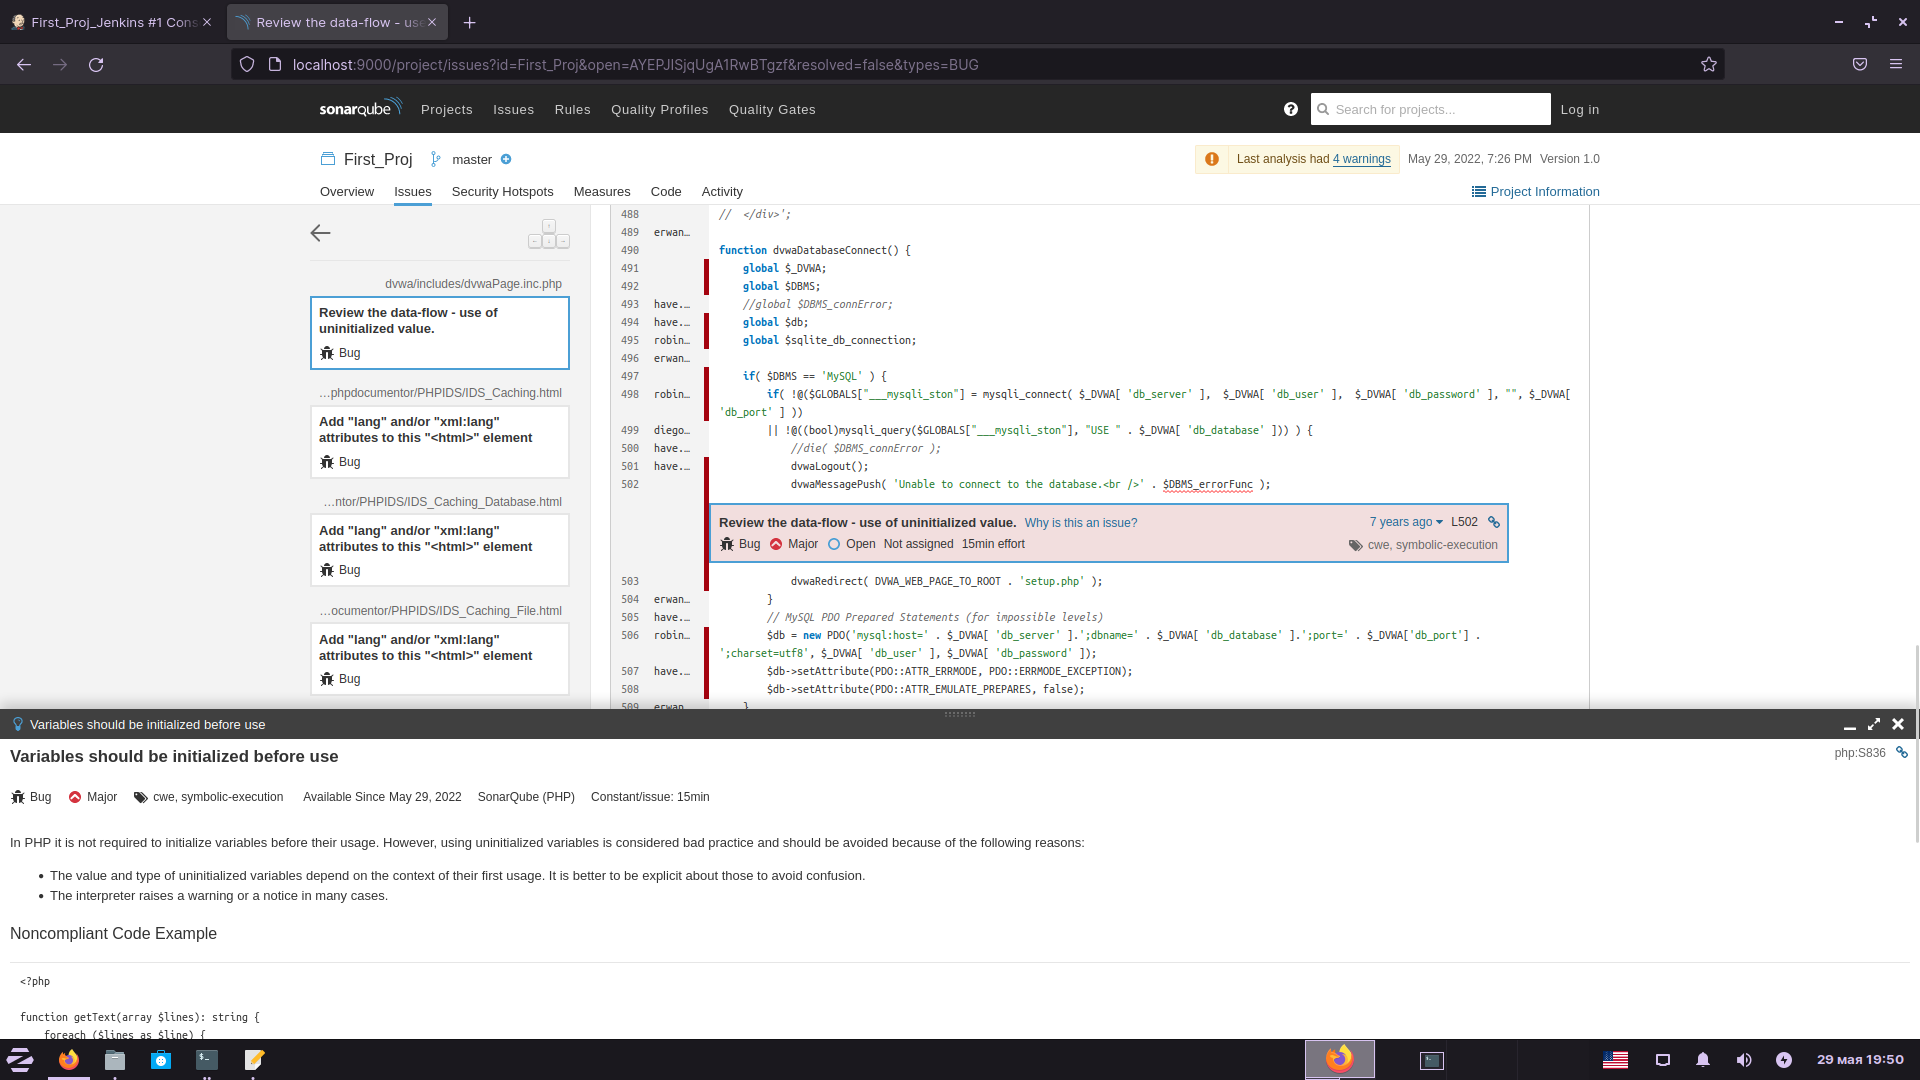 First_Proj_Jenkins #1 Cons
Review the data-flow - use
localhost:9000/project/issues?id=First_Proj&open=AYEPJlSjqUgA1RwBTgzf&resolved=false&types=BUG
sonarqube
Projects Issues Rules Quality Profiles Quality Gates
Search for projects...
Log in
First_Proj master
Last analysis had 4 warnings May 29, 2022, 7:26 PM Version 1.0
Overview Issues Security Hotspots Measures Code Activity
Project Information
dvwa/includes/dvwaPage.inc.php
Review the data-flow - use of
uninitialized value.
Bug
…phpdocumentor/PHPIDS/IDS_Caching.html
Add "lang" and/or "xml:lang"
attributes to this "<html>" element
Bug
…ntor/PHPIDS/IDS_Caching_Database.html
Add "lang" and/or "xml:lang"
attributes to this "<html>" element
Bug
…ocumentor/PHPIDS/IDS_Caching_File.html
Add "lang" and/or "xml:lang"
attributes to this "<html>" element
Bug
488 // </div>';
489 erwan…
490 function dvwaDatabaseConnect() {
491 global $_DVWA;
492 global $DBMS;
493 have.… //global $DBMS_connError;
494 have.… global $db;
495 robin… global $sqlite_db_connection;
496 erwan…
497 if( $DBMS == 'MySQL' ) {
498 robin… if( !@($GLOBALS["___mysqli_ston"] = mysqli_connect( $_DVWA[ 'db_server' ], $_DVWA[ 'db_user' ], $_DVWA[ 'db_password' ], "", $_DVWA[
'db_port' ] ))
499 diego… || !@((bool)mysqli_query($GLOBALS["___mysqli_ston"], "USE " . $_DVWA[ 'db_database' ])) ) {
500 have.… //die( $DBMS_connError );
501 have.… dvwaLogout();
502 dvwaMessagePush( 'Unable to connect to the database.<br />' . $DBMS_errorFunc );
Review the data-flow - use of uninitialized value. Why is this an issue? 7 years ago L502
Bug Major Open Not assigned 15min effort cwe, symbolic-execution
503 dvwaRedirect( DVWA_WEB_PAGE_TO_ROOT . 'setup.php' );
504 erwan… }
505 have.… // MySQL PDO Prepared Statements (for impossible levels)
506 robin… $db = new PDO('mysql:host=' . $_DVWA[ 'db_server' ].';dbname=' . $_DVWA[ 'db_database' ].';port=' . $_DVWA['db_port'] .
';charset=utf8', $_DVWA[ 'db_user' ], $_DVWA[ 'db_password' ]);
507 have.… $db->setAttribute(PDO::ATTR_ERRMODE, PDO::ERRMODE_EXCEPTION);
508 $db->setAttribute(PDO::ATTR_EMULATE_PREPARES, false);
509 erwan… }
Variables should be initialized before use
Variables should be initialized before use
php:S836
Bug Major cwe, symbolic-execution Available Since May 29, 2022 SonarQube (PHP) Constant/issue: 15min
In PHP it is not required to initialize variables before their usage. However, using uninitialized variables is considered bad practice and should be avoided because of the following reasons:
• The value and type of uninitialized variables depend on the context of their first usage. It is better to be explicit about those to avoid confusion.
• The interpreter raises a warning or a notice in many cases.
Noncompliant Code Example
<?php
function getText(array $lines): string {
foreach ($lines as $line) {
29 мая 19:50